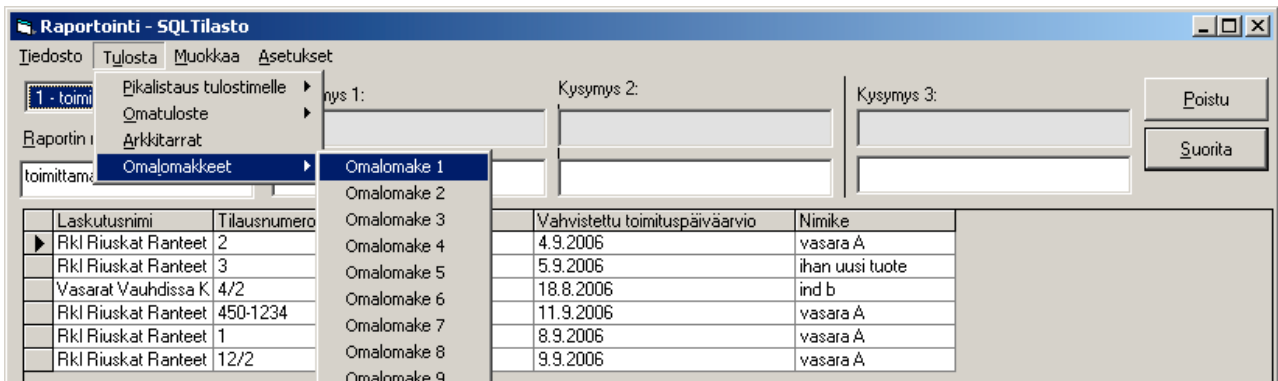 Raportointi - SQLTilasto
Tiedosto Tulosta Muokkaa Asetukset
Pikalistaus tulostimelle
Omatuloste
Arkkitarrat
Omalomakkeet
Omalomake 1
Omalomake 2
Omalomake 3
Omalomake 4
Omalomake 5
Omalomake 6
Omalomake 7
Omalomake 8
Omalomake 9
1 - toimi
Kysymys 2:
Kysymys 3:
Poistu
Raportin
Suorita
Laskutusnimi Tilausnumero Vahvistettu toimituspäiväarvio Nimike
Rkl Riuskat Ranteet 2 4.9.2006 vasara A
Rkl Riuskat Ranteet 3 5.9.2006 ihan uusi tuote
Vasarat Vauhdissa K 4/2 18.8.2006 ind b
Rkl Riuskat Ranteet 450-1234 11.9.2006 vasara A
Rkl Riuskat Ranteet 1 8.9.2006 vasara A
Rkl Riuskat Ranteet 12/2 9.9.2006 vasara A